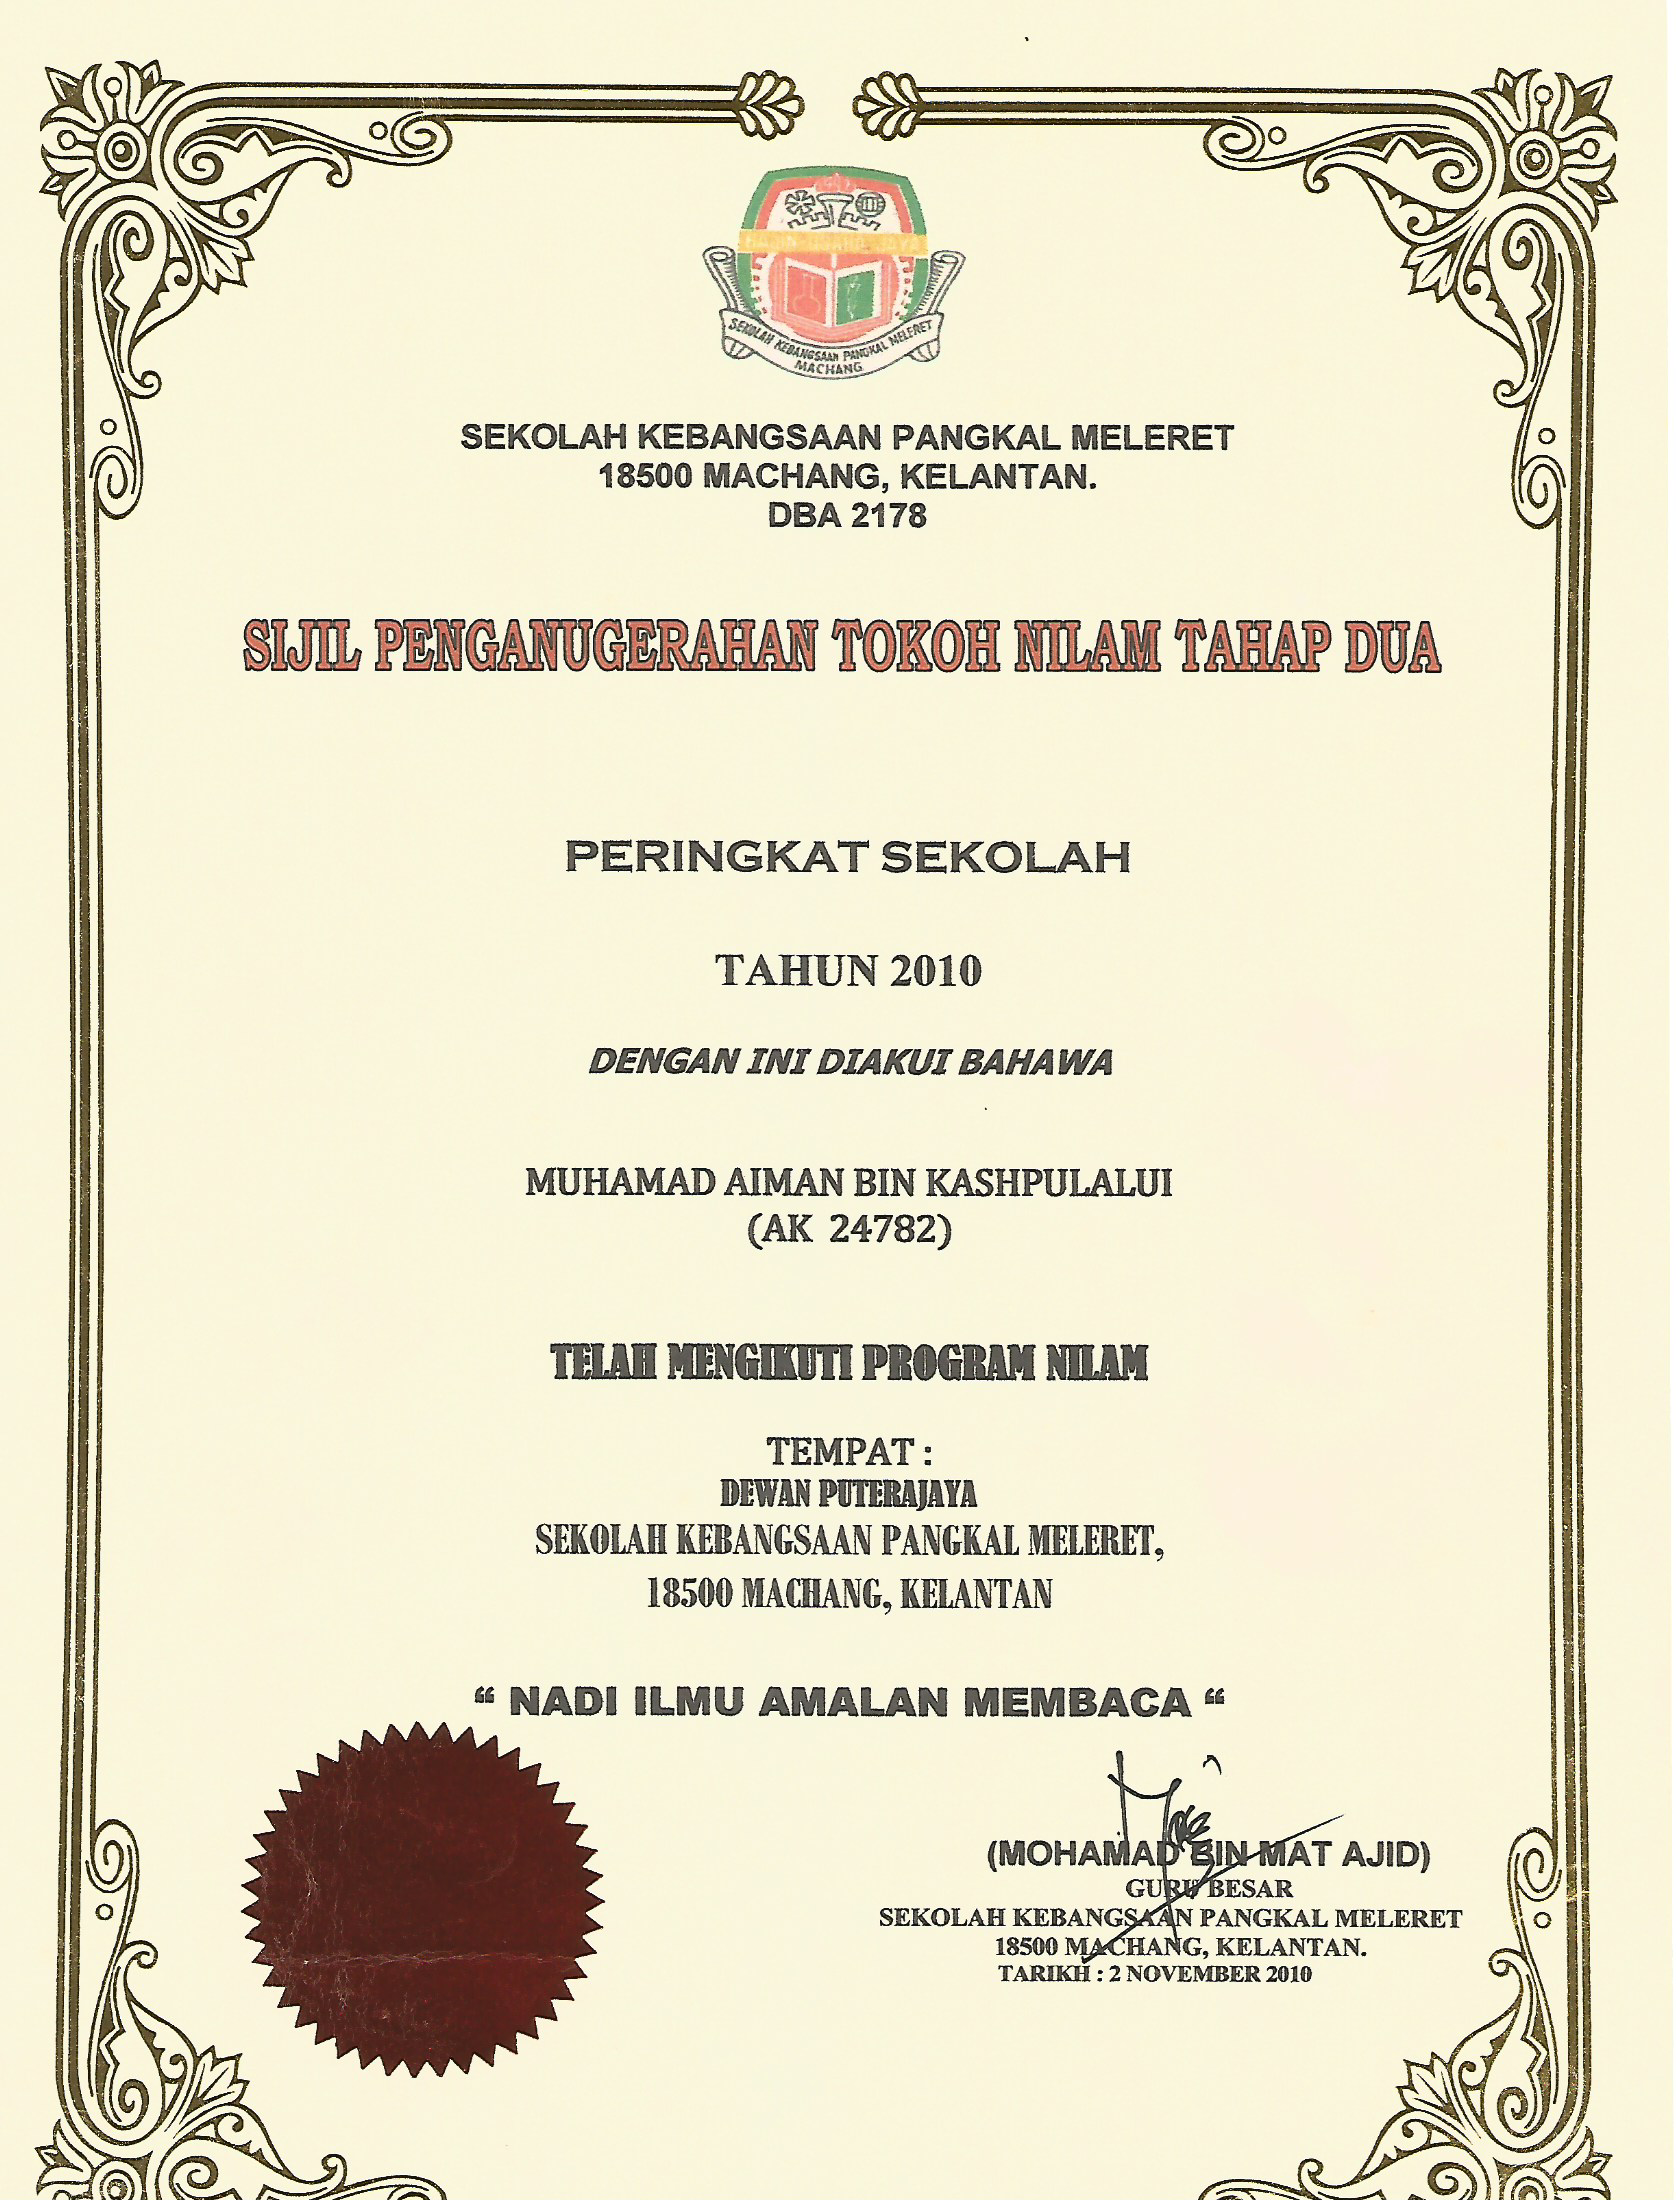 SEKOLAH KEBANGSAAN PANGKAL MELERET
MACHANG
SEKOLAH KEBANGSAAN PANGKAL MELERET
18500 MACHANG, KELANTAN.
DBA 2178
SIJIL PENGANUGERAHAN TOKOH NILAM TAHAP DUA
PERINGKAT SEKOLAH
TAHUN 2010
DENGAN INI DIAKUI BAHAWA
MUHAMAD AIMAN BIN KASHPULALUI
(AK 24782)
TELAH MENGIKUTI PROGRAM NILAM
TEMPAT :
DEWAN PUTERAJAYA
SEKOLAH KEBANGSAAN PANGKAL MELERET,
18500 MACHANG, KELANTAN
“ NADI ILMU AMALAN MEMBACA “
(MOHAMAD BIN MAT AJID)
GURU BESAR
SEKOLAH KEBANGSAAN PANGKAL MELERET
18500 MACHANG, KELANTAN.
TARIKH : 2 NOVEMBER 2010